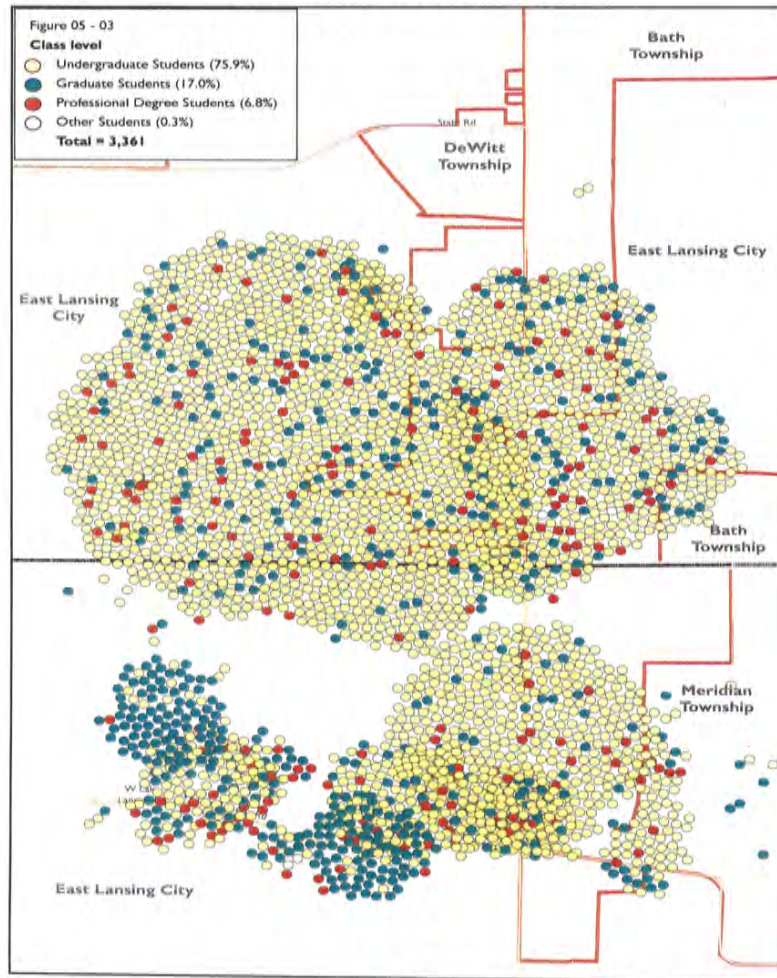 Figure 05 - 03
Class level
Undergraduate Students (75.9%)
Graduate Students (17.0%)
Professional Degree Students (6.8%)
Other Students (0.3%)
Total = 3,361
Bath
Township
State Rd
DeWitt
Township
East Lansing
City
East Lansing City
Bath
Township
Meridian
Township
East Lansing City